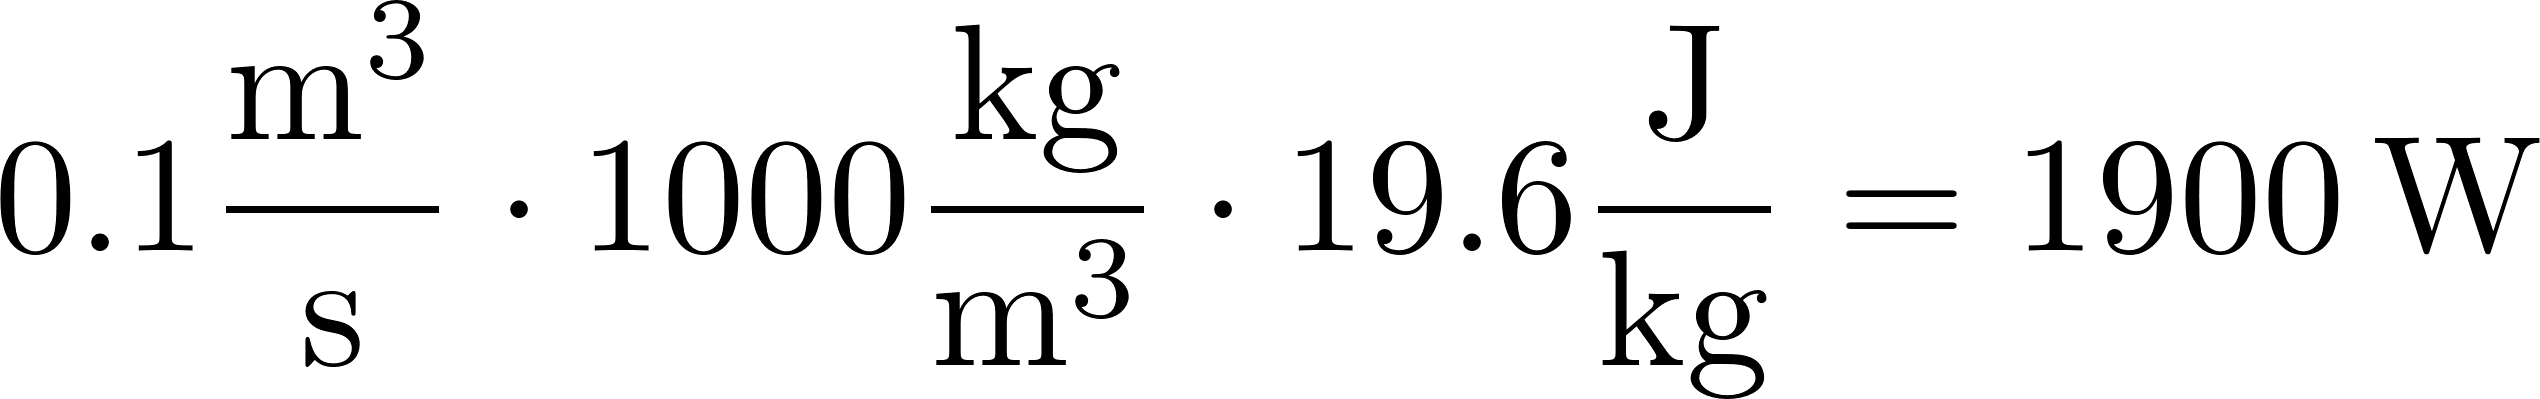 0.1 m³/s · 1000 kg/m³ · 19.6 J/kg = 1900 W